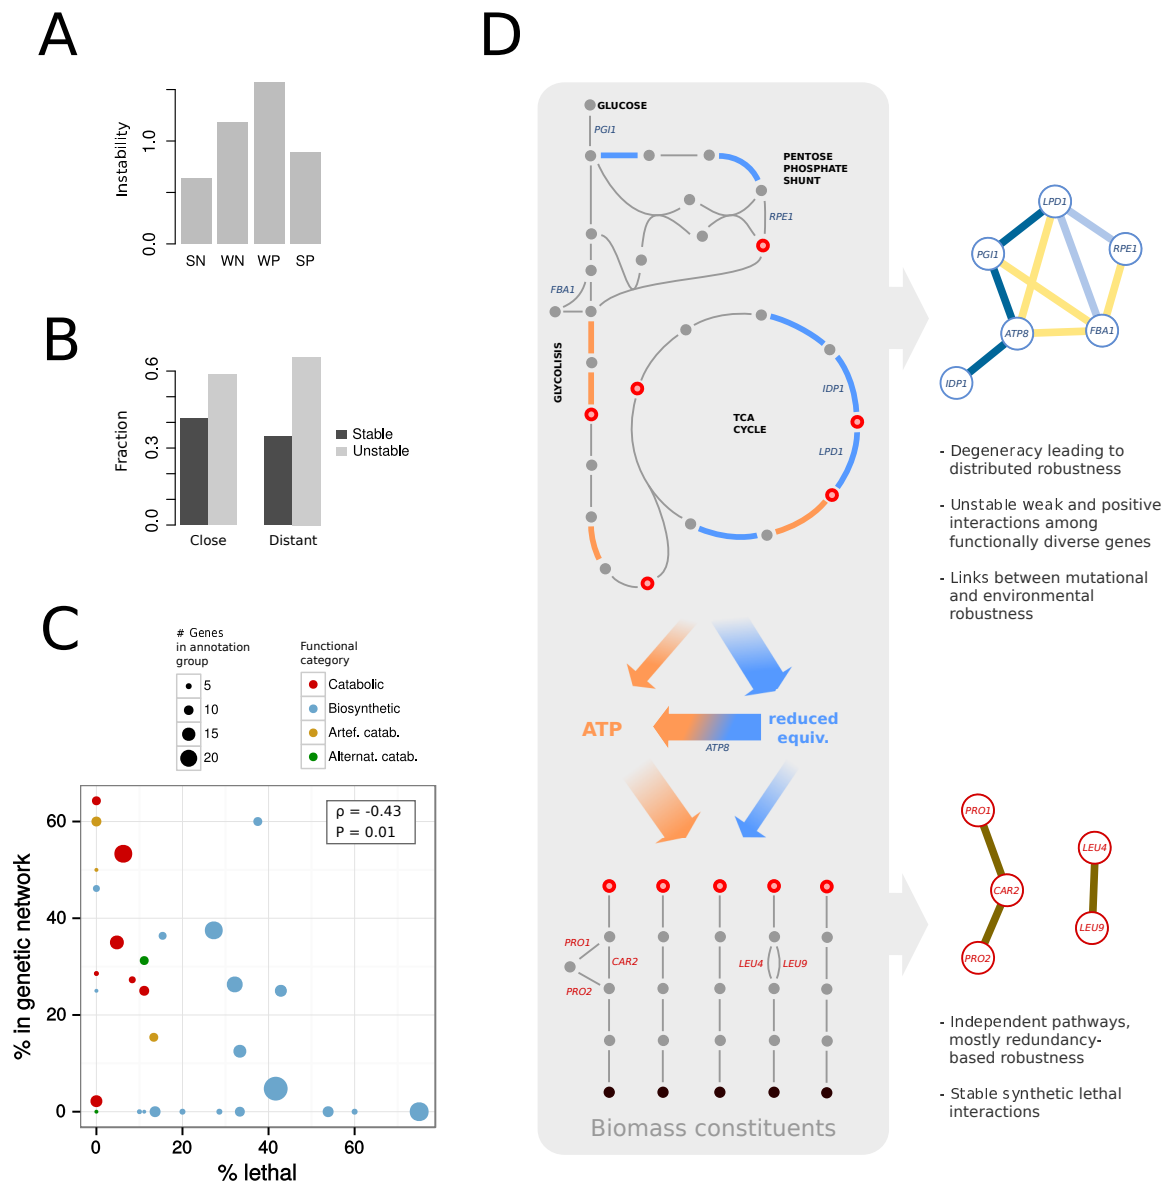 A
Instability
1.0
0.0
SN WN WP SP
B
Fraction
0.6
0.3
0.0
Stable
Unstable
Close Distant
C
# Genes
in annotation
group
5
10
15
20
Functional
category
Catabolic
Biosynthetic
Artef. catab.
Alternat. catab.
ρ = -0.43
P = 0.01
% in genetic network
60
40
20
0
0 20 40 60
% lethal
D
GLUCOSE
PGI1
PENTOSE
PHOSPHATE
SHUNT
RPE1
FBA1
GLYCOLISIS
TCA
CYCLE
IDP1
LPD1
ATP
reduced
equiv.
ATP8
PRO1
CAR2
PRO2
LEU4 LEU9
Biomass constituents
LPD1
PGI1
RPE1
ATP8
FBA1
IDP1
- Degeneracy leading to
distributed robustness
- Unstable weak and positive
interactions among
functionally diverse genes
- Links between mutational
and environmental
robustness
PRO1
CAR2
PRO2
LEU4
LEU9
- Independent pathways,
mostly redundancy-
based robustness
- Stable synthetic lethal
interactions